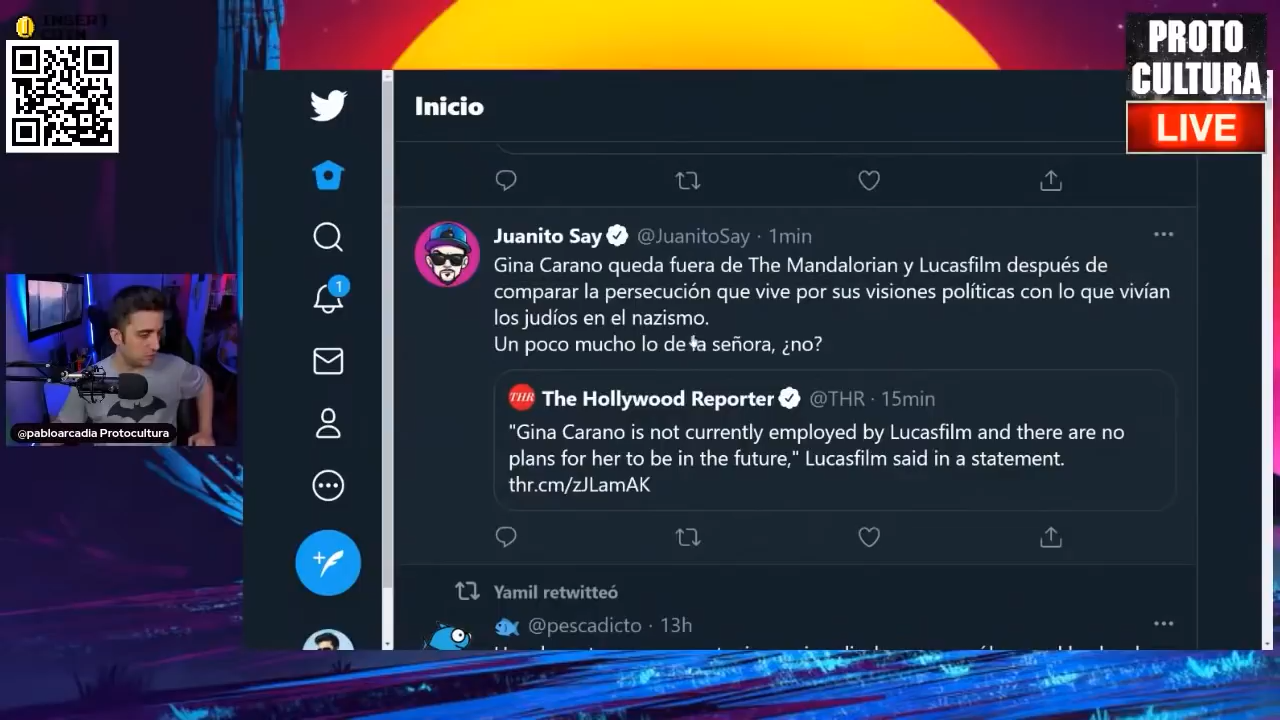 INSERT
COIN
PROTO
CULTURA
LIVE
Inicio
Juanito Say @JuanitoSay · 1min
Gina Carano queda fuera de The Mandalorian y Lucasfilm después de
comparar la persecución que vive por sus visiones políticas con lo que vivían
los judíos en el nazismo.
Un poco mucho lo de la señora, ¿no?
THR The Hollywood Reporter @THR · 15min
"Gina Carano is not currently employed by Lucasfilm and there are no
plans for her to be in the future," Lucasfilm said in a statement.
thr.cm/zJLamAK
1
@pabloarcadia Protocultura
Yamil retwitteó
@pescadicto · 13h